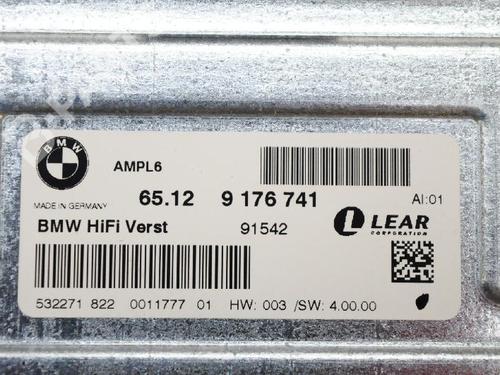 BMW
AMPL6
MADE IN GERMANY
65.12 9 176 741
AI:01
BMW HiFi Verst
91542
LEAR
CORPORATION
532271 822 0011777 01 HW: 003 /SW: 4.00.00